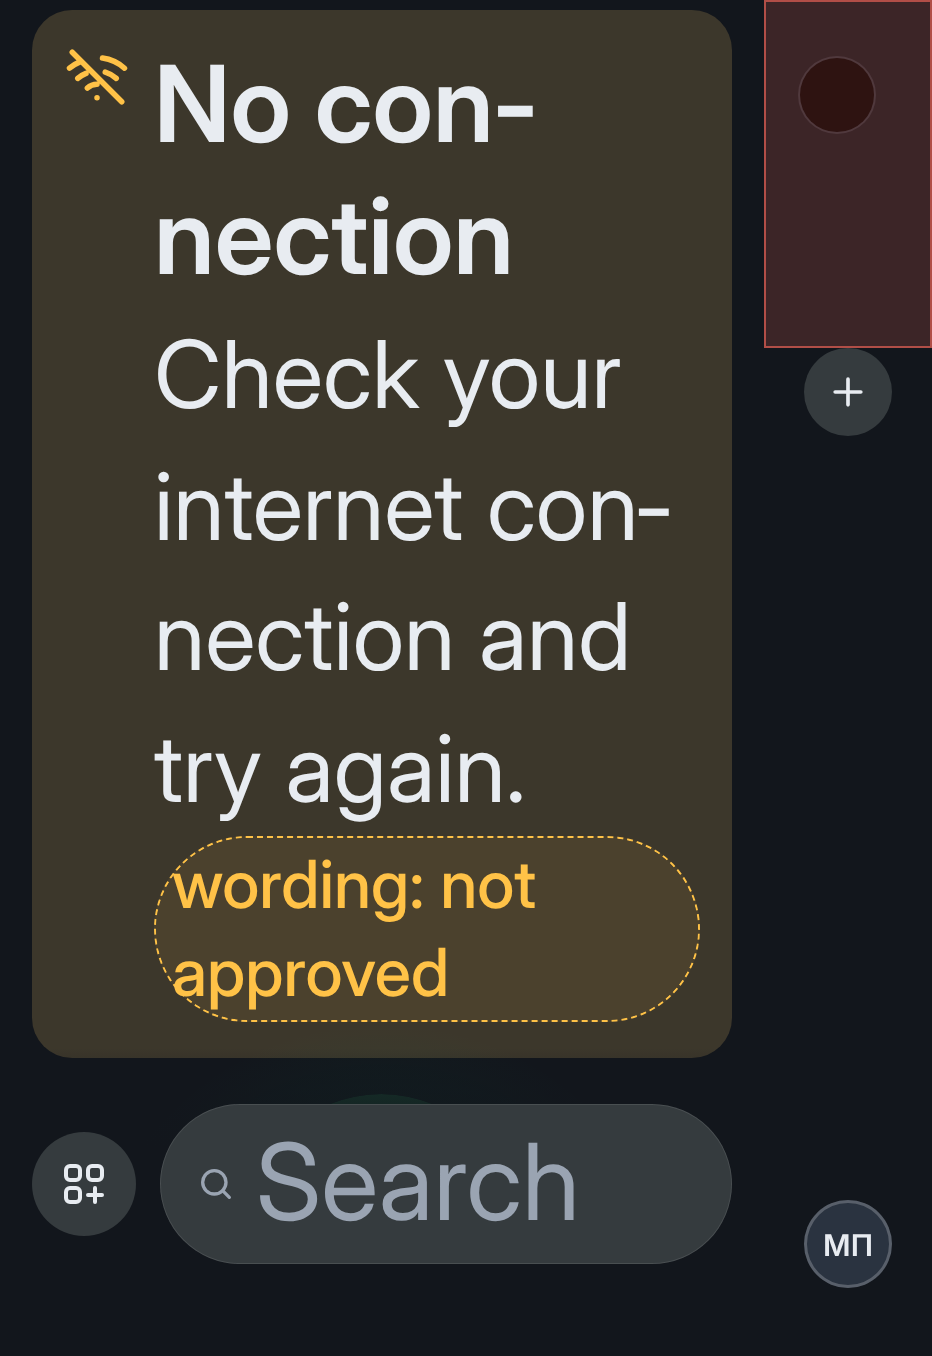 No con-
nection
Check your
internet con-
nection and
try again.
wording: not
approved
Search
МП